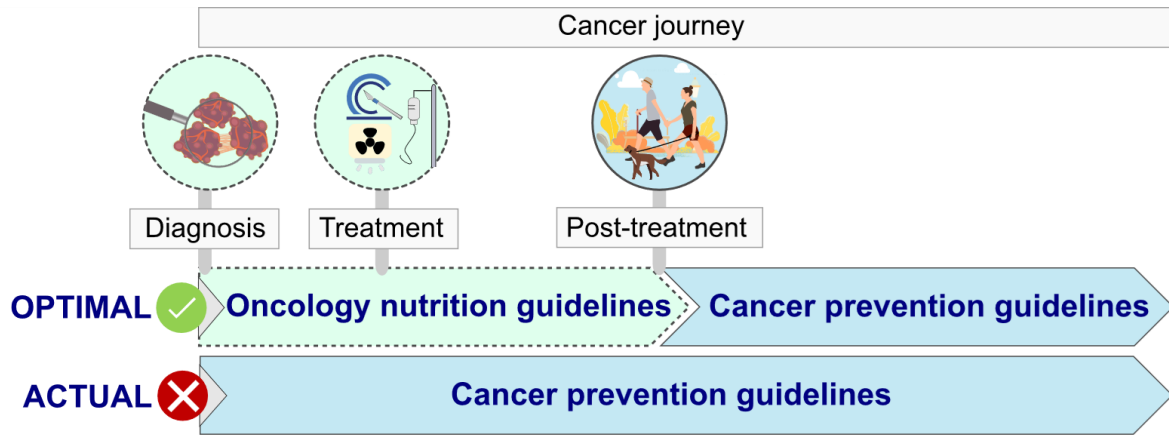 Cancer journey
Diagnosis
Treatment
Post-treatment
OPTIMAL
Oncology nutrition guidelines
Cancer prevention guidelines
ACTUAL
Cancer prevention guidelines